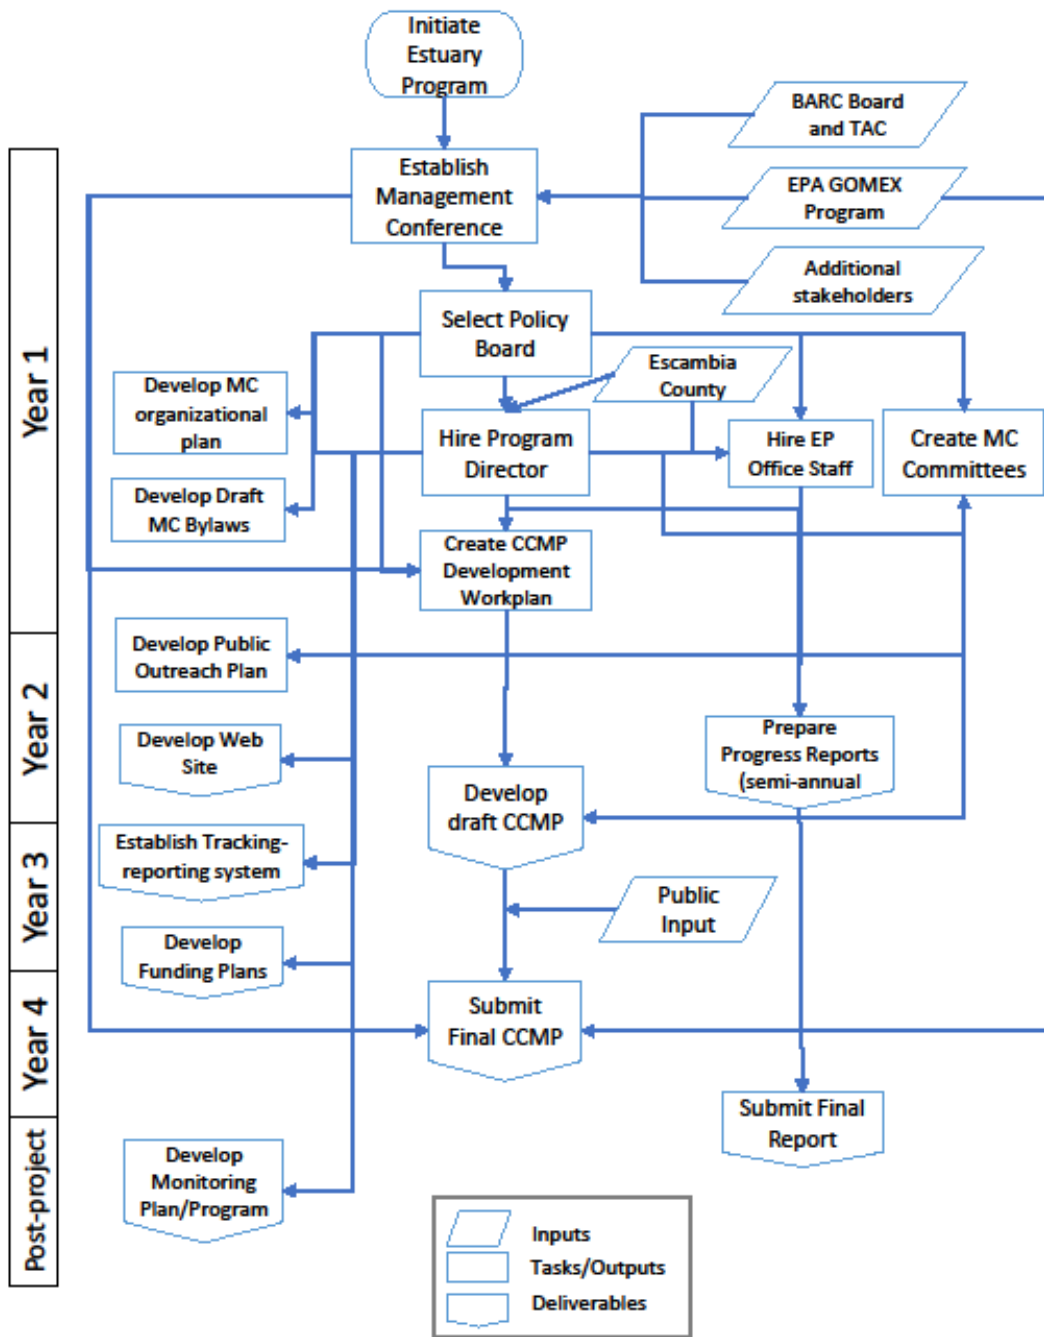 Initiate
Estuary
Program
BARC Board
and TAC
Establish
Management
Conference
EPA GOMEX
Program
Additional
stakeholders
Year 1
Select Policy
Board
Escambia
County
Develop MC
organizational
plan
Hire Program
Director
Hire EP
Office Staff
Create MC
Committees
Develop Draft
MC Bylaws
Create CCMP
Development
Workplan
Year 2
Develop Public
Outreach Plan
Develop Web
Site
Prepare
Progress Reports
(semi-annual
Develop
draft CCMP
Year 3
Establish Tracking-
reporting system
Public
Input
Develop
Funding Plans
Year 4
Submit
Final CCMP
Submit Final
Report
Post-project
Develop
Monitoring
Plan/Program
Inputs
Tasks/Outputs
Deliverables